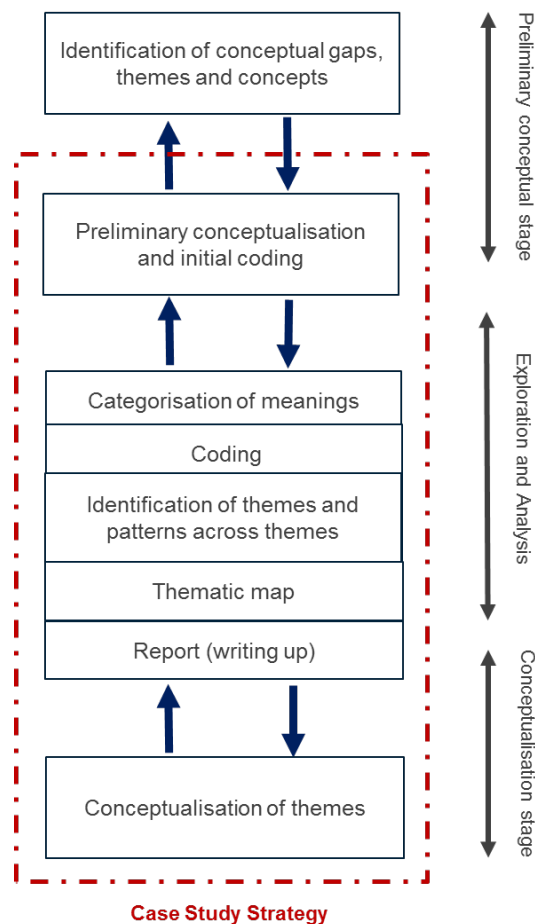 Identification of conceptual gaps,
themes and concepts
Preliminary conceptual stage
Preliminary conceptualisation
and initial coding
Categorisation of meanings
Coding
Identification of themes and
patterns across themes
Thematic map
Exploration and Analysis
Report (writing up)
Conceptualisation of themes
Conceptualisation stage
Case Study Strategy